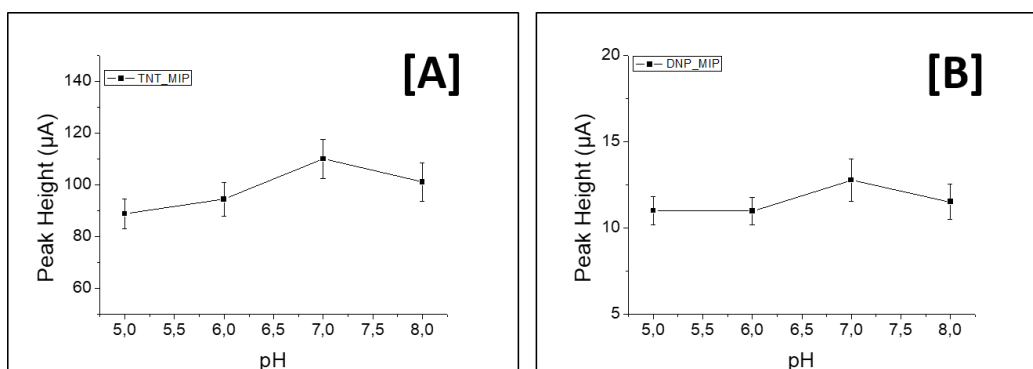 [A]
TNT_MIP
140
120
100
80
60
Peak Height (µA)
5,0 5,5 6,0 6,5 7,0 7,5 8,0
pH
[B]
DNP_MIP
20
15
10
5
Peak Height (µA)
5,0 5,5 6,0 6,5 7,0 7,5 8,0
pH